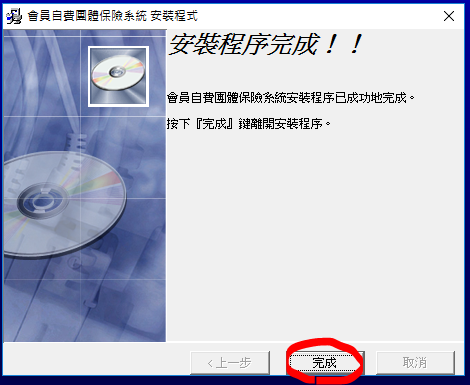 會員自費團體保險系統 安裝程式
安裝程序完成！！
會員自費團體保險系統安裝程序已成功地完成。
按下『完成』鍵離開安裝程序。
<上一步
完成
取消